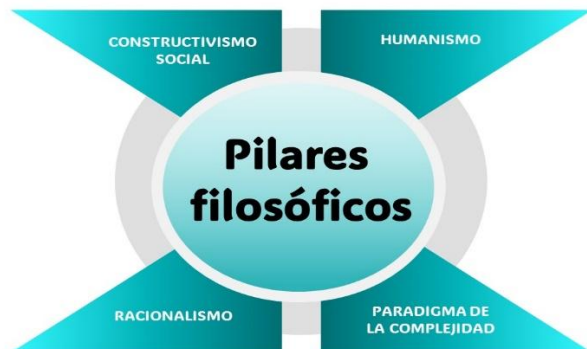 CONSTRUCTIVISMO
SOCIAL
HUMANISMO
Pilares
filosóficos
RACIONALISMO
PARADIGMA DE
LA COMPLEJIDAD